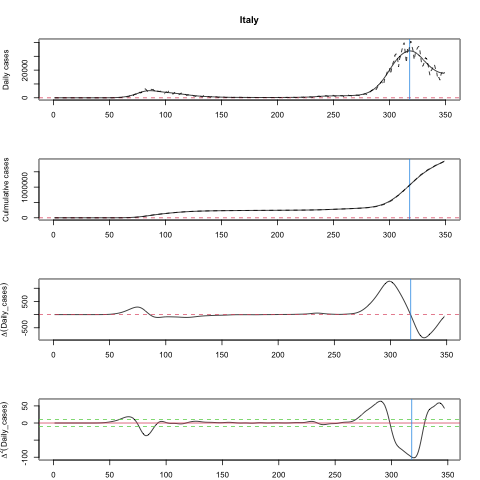 Italy
Daily cases
0 20000
0 50 100 150 200 250 300 350
Culmulative cases
0 1000000
0 50 100 150 200 250 300 350
Δ(Daily_cases)
-500 500
0 50 100 150 200 250 300 350
Δ²(Daily_cases)
-100 0 50
0 50 100 150 200 250 300 350